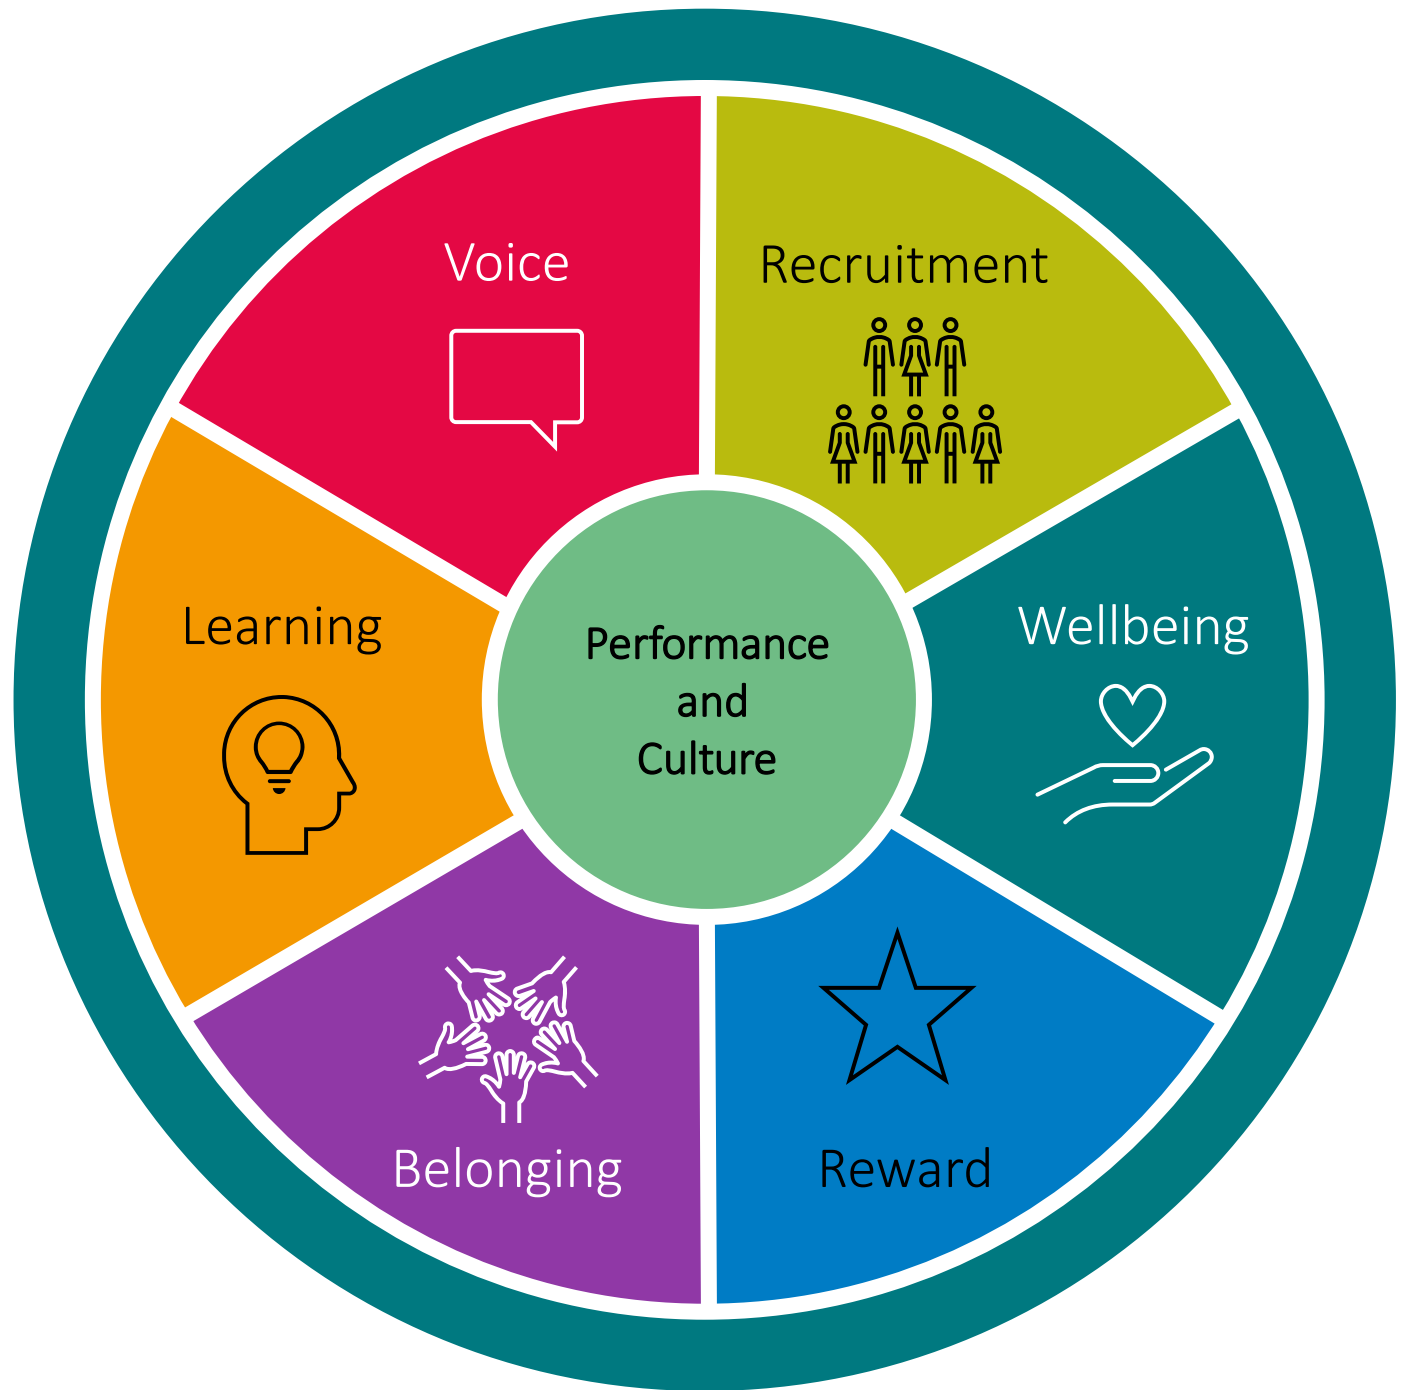 Voice
Recruitment
Learning
Wellbeing
Performance
and
Culture
Belonging
Reward